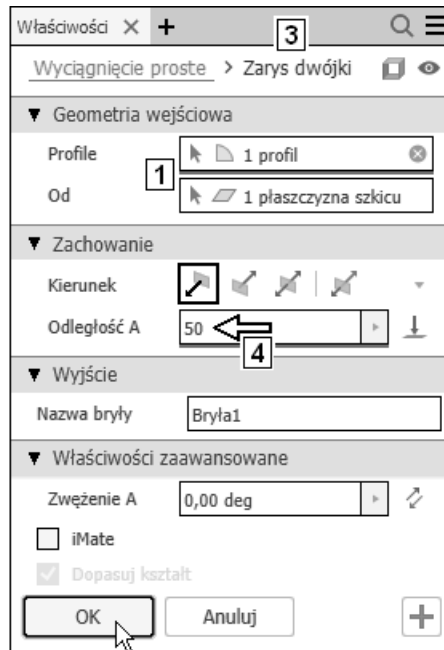 Właściwości × +
3
Wyciągnięcie proste > Zarys dwójki
▼ Geometria wejściowa
Profile 1 profil
1
Od 1 płaszczyzna szkicu
▼ Zachowanie
Kierunek
Odległość A 50
4
▼ Wyjście
Nazwa bryły Bryła1
▼ Właściwości zaawansowane
Zwężenie A 0,00 deg
iMate
Dopasuj kształt
OK Anuluj +